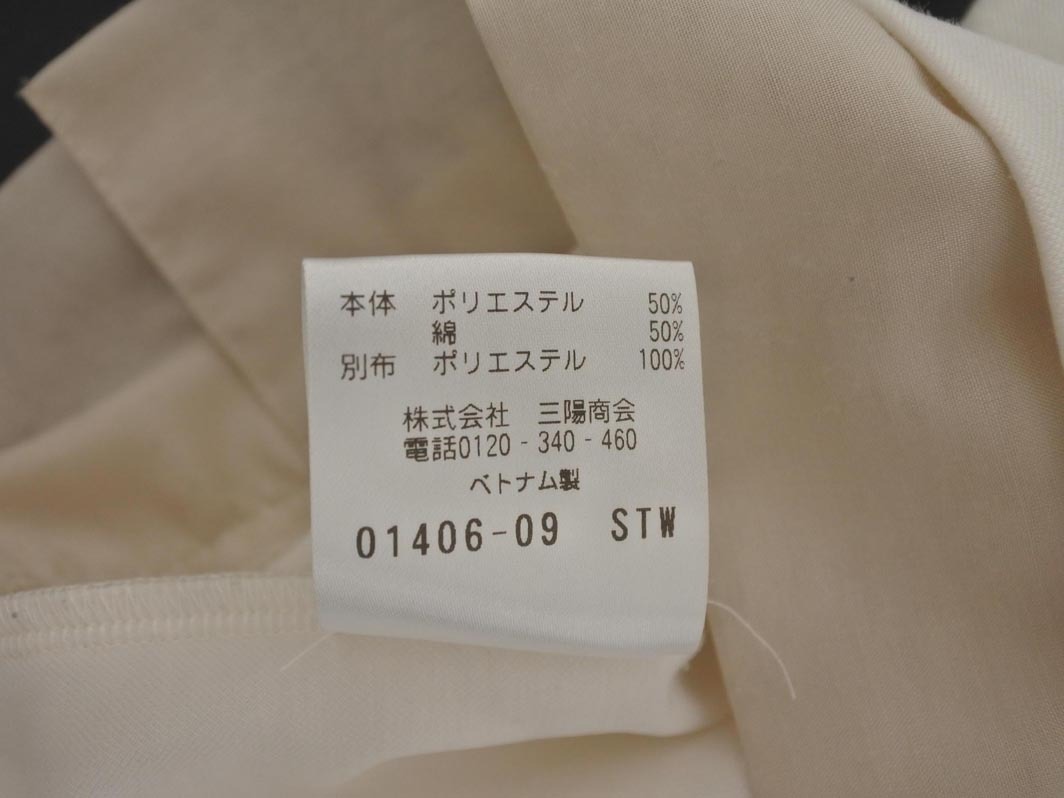 本体 ポリエステル 50%
綿 50%
別布 ポリエステル 100%
株式会社 三陽商会
電話0120-340-460
ベトナム製
01406-09 STW